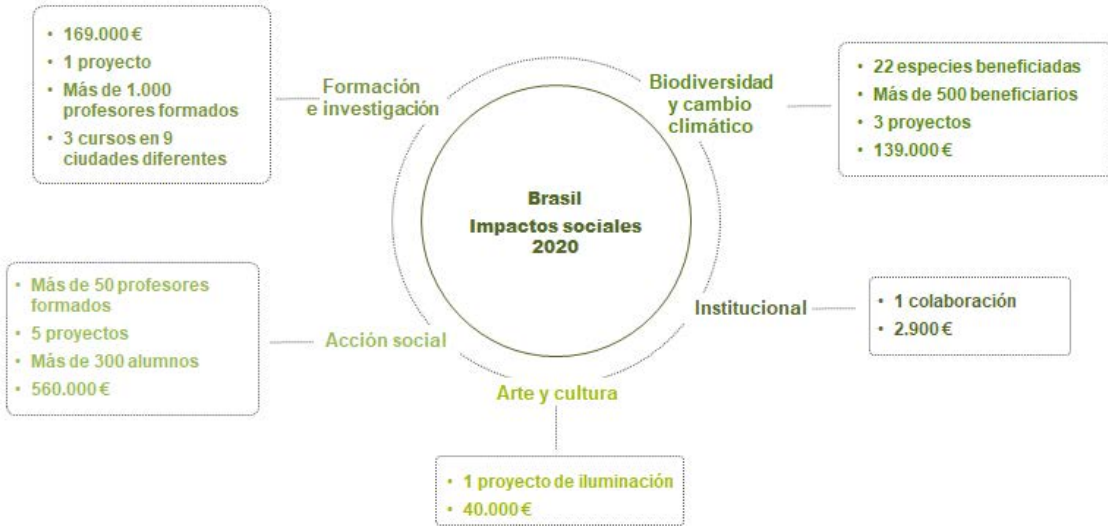 • 169.000 €
• 1 proyecto
• Más de 1.000
profesores formados
• 3 cursos en 9
ciudades diferentes
Formación
e investigación
Biodiversidad
y cambio
climático
• 22 especies beneficiadas
• Más de 500 beneficiarios
• 3 proyectos
• 139.000 €
Brasil
Impactos sociales
2020
• Más de 50 profesores
formados
• 5 proyectos
• Más de 300 alumnos
• 560.000 €
Acción social
Institucional
• 1 colaboración
• 2.900 €
Arte y cultura
• 1 proyecto de iluminación
• 40.000 €